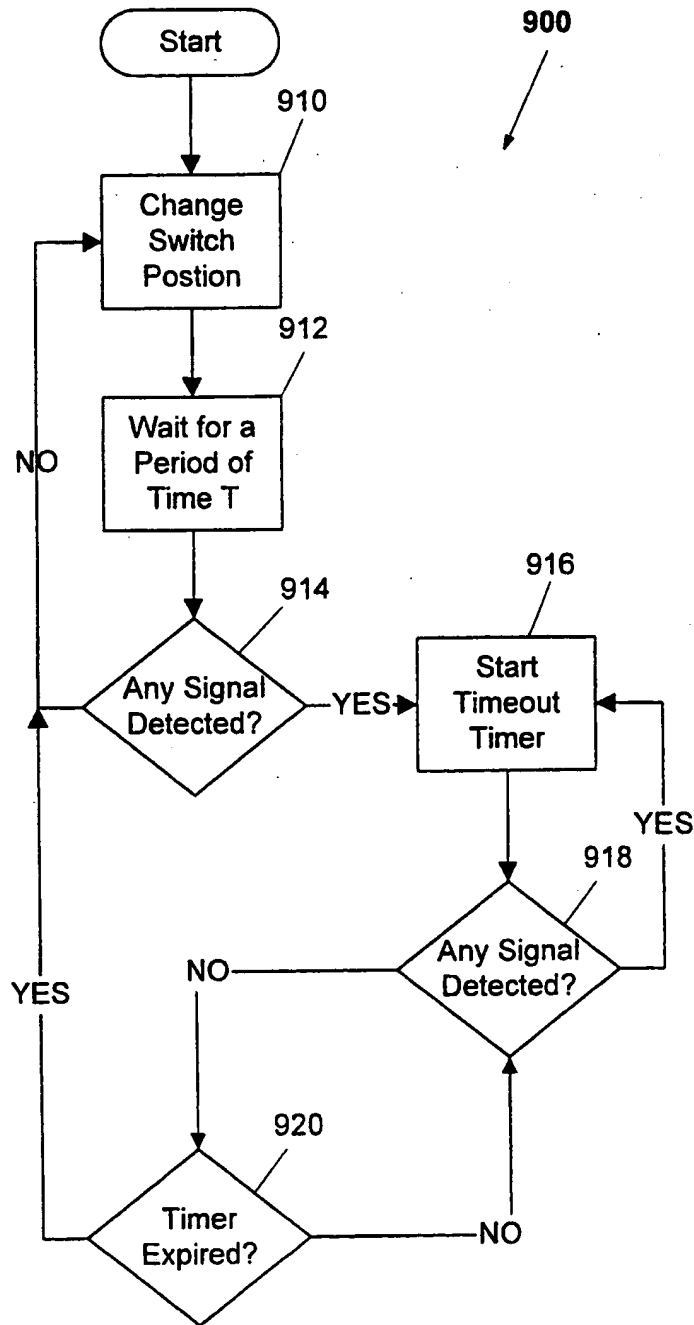 Start
900
910
Change
Switch
Postion
912
Wait for a
Period of
Time T
NO
914
Any Signal
Detected?
YES
916
Start
Timeout
Timer
YES
918
Any Signal
Detected?
NO
YES
920
Timer
Expired?
NO